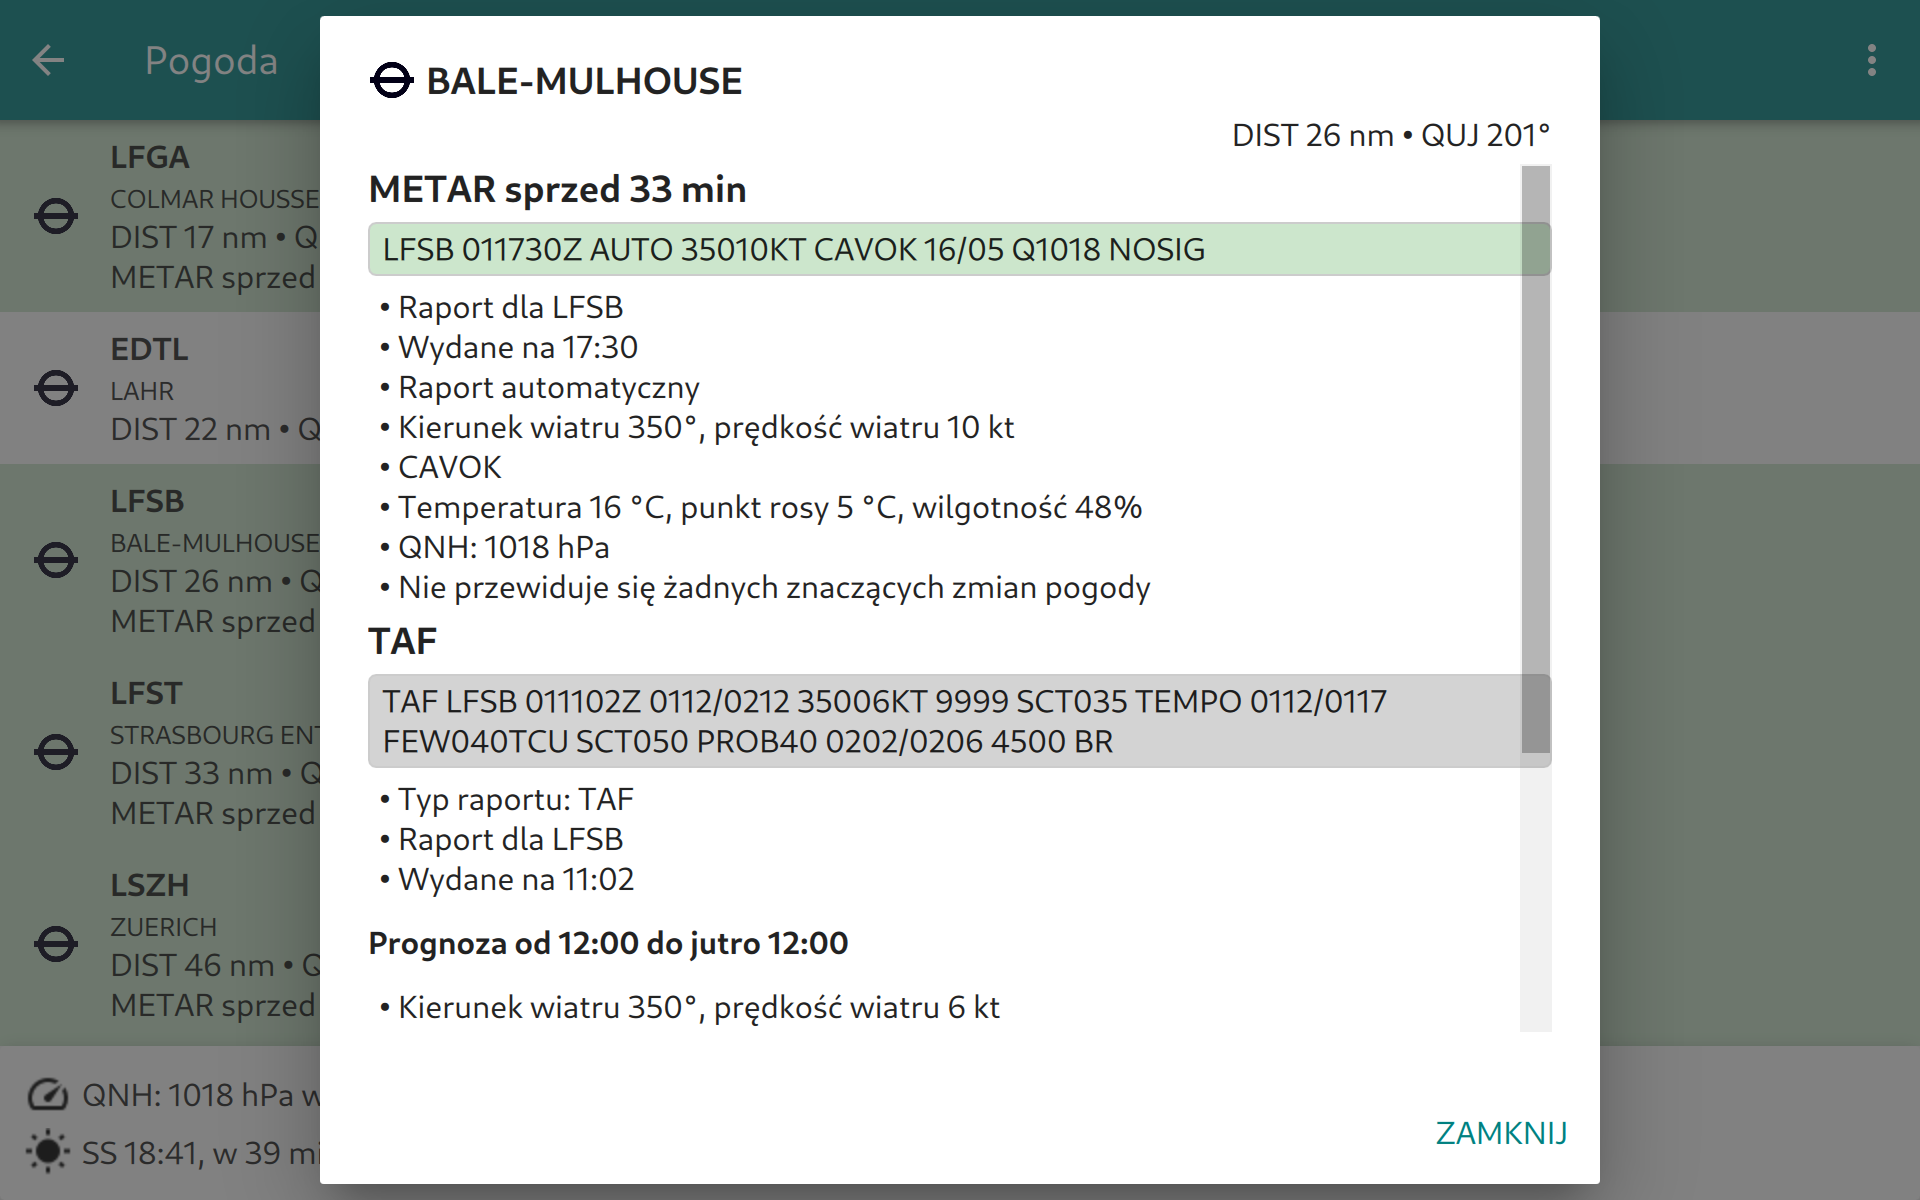 Pogoda
LFGA
COLMAR HOUSSE
DIST 17 nm • Q
METAR sprzed
EDTL
LAHR
DIST 22 nm • Q
LFSB
BALE-MULHOUSE
DIST 26 nm • Q
METAR sprzed
LFST
STRASBOURG ENT
DIST 33 nm • Q
METAR sprzed
LSZH
ZUERICH
DIST 46 nm • Q
METAR sprzed
QNH: 1018 hPa w
SS 18:41, w 39 mi
BALE-MULHOUSE
DIST 26 nm • QUJ 201°
METAR sprzed 33 min
LFSB 011730Z AUTO 35010KT CAVOK 16/05 Q1018 NOSIG
• Raport dla LFSB
• Wydane na 17:30
• Raport automatyczny
• Kierunek wiatru 350°, prędkość wiatru 10 kt
• CAVOK
• Temperatura 16 °C, punkt rosy 5 °C, wilgotność 48%
• QNH: 1018 hPa
• Nie przewiduje się żadnych znaczących zmian pogody
TAF
TAF LFSB 011102Z 0112/0212 35006KT 9999 SCT035 TEMPO 0112/0117
FEW040TCU SCT050 PROB40 0202/0206 4500 BR
• Typ raportu: TAF
• Raport dla LFSB
• Wydane na 11:02
Prognoza od 12:00 do jutro 12:00
• Kierunek wiatru 350°, prędkość wiatru 6 kt
ZAMKNIJ